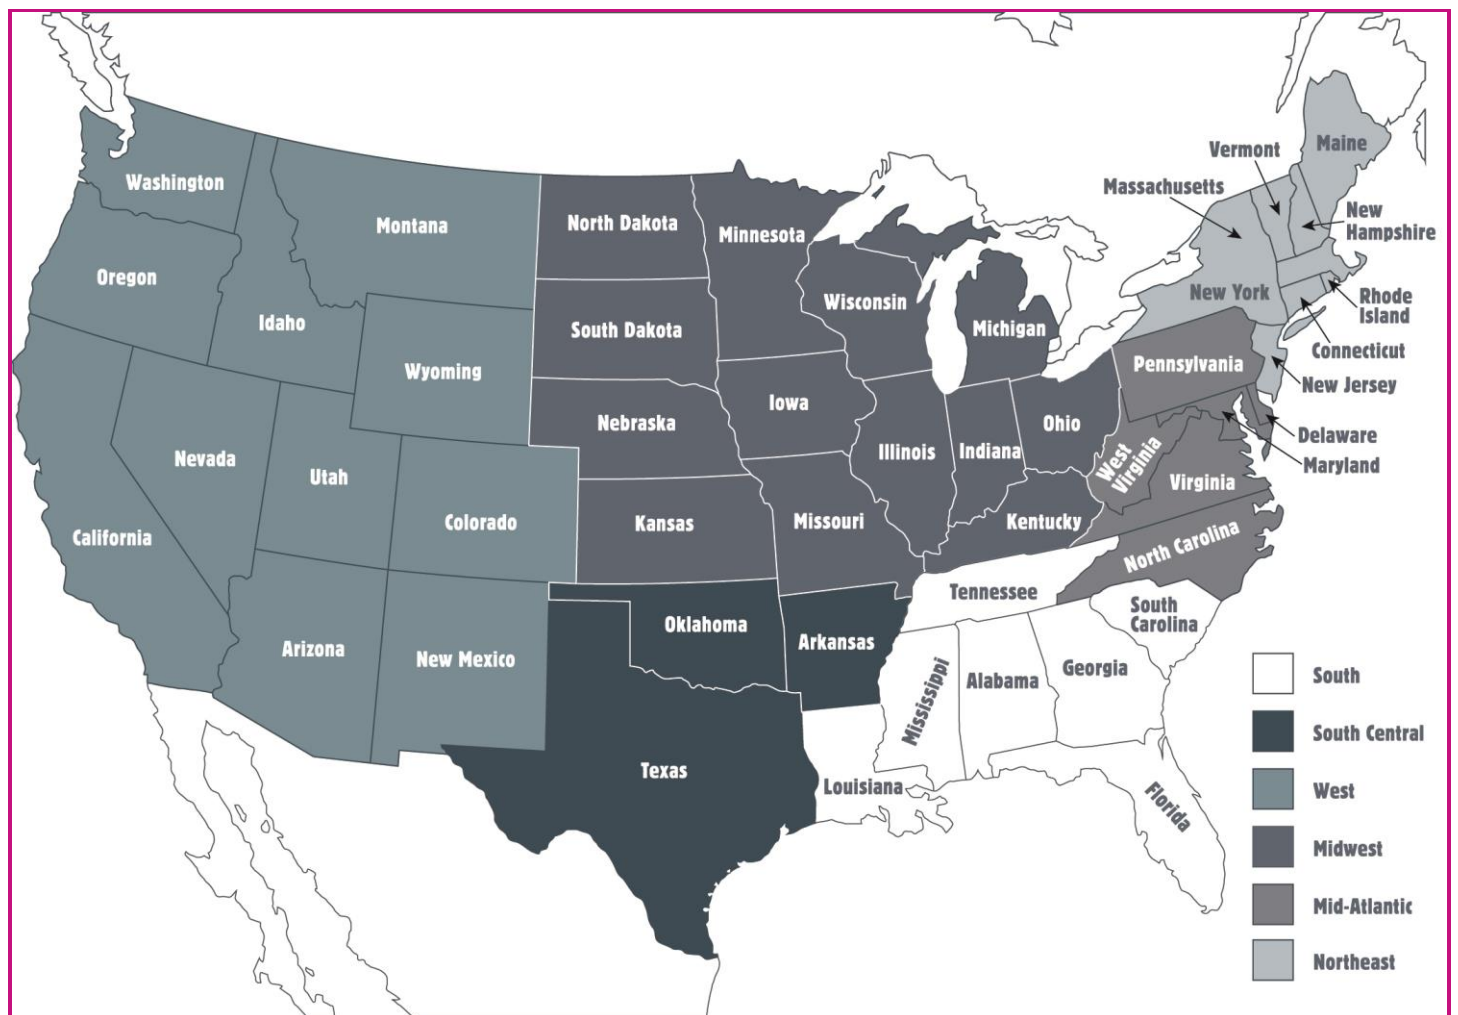 Washington
Oregon
California
Nevada
Idaho
Montana
Wyoming
Utah
Colorado
Arizona
New Mexico
North Dakota
South Dakota
Nebraska
Kansas
Minnesota
Iowa
Missouri
Wisconsin
Illinois
Michigan
Indiana
Ohio
Kentucky
Oklahoma
Texas
Arkansas
Louisiana
Mississippi
Alabama
Tennessee
Georgia
Florida
South
Carolina
North Carolina
Virginia
West
Virginia
Pennsylvania
New York
Maine
Vermont
Massachusetts
New
Hampshire
Rhode
Island
Connecticut
New Jersey
Delaware
Maryland
South
South Central
West
Midwest
Mid-Atlantic
Northeast